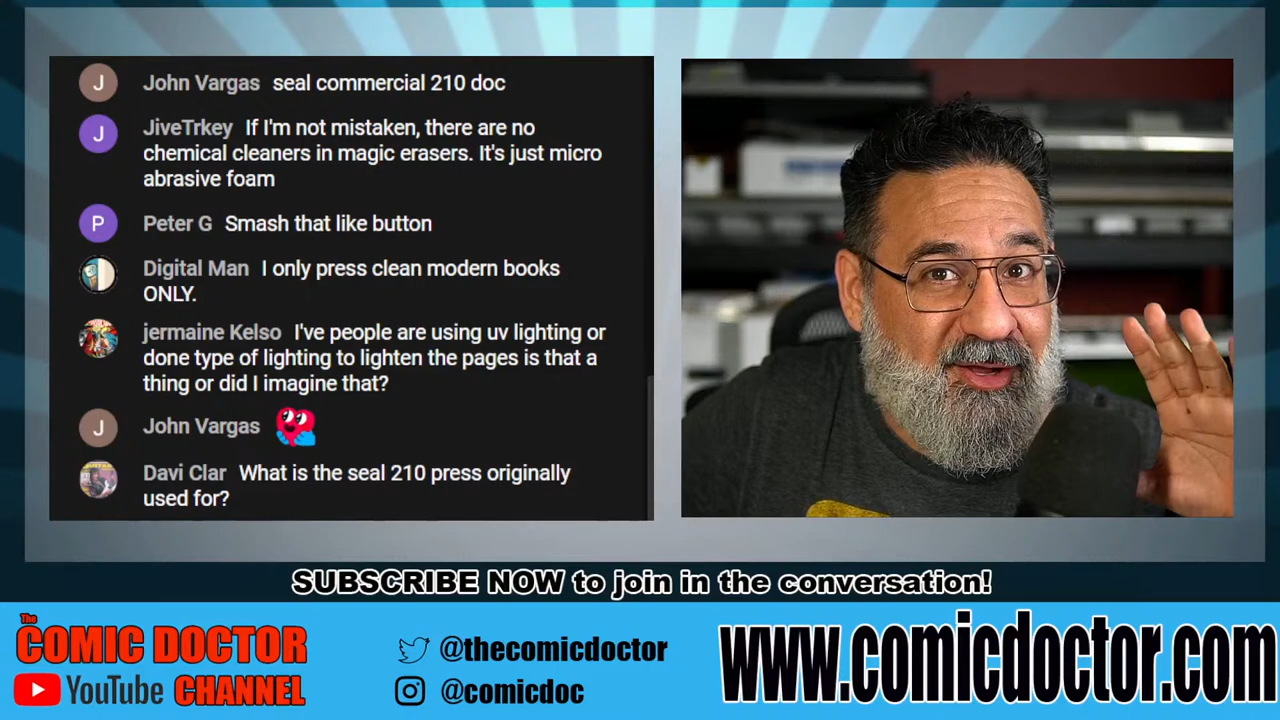 J John Vargas seal commercial 210 doc
J JiveTrkey If I'm not mistaken, there are no
chemical cleaners in magic erasers. It's just micro
abrasive foam
P Peter G Smash that like button
Digital Man I only press clean modern books
ONLY.
jermaine Kelso I've people are using uv lighting or
done type of lighting to lighten the pages is that a
thing or did I imagine that?
J John Vargas
Davi Clar What is the seal 210 press originally
used for?
SUBSCRIBE NOW to join in the conversation!
The
COMIC DOCTOR
YouTube CHANNEL
@thecomicdoctor
@comicdoc
www.comicdoctor.com